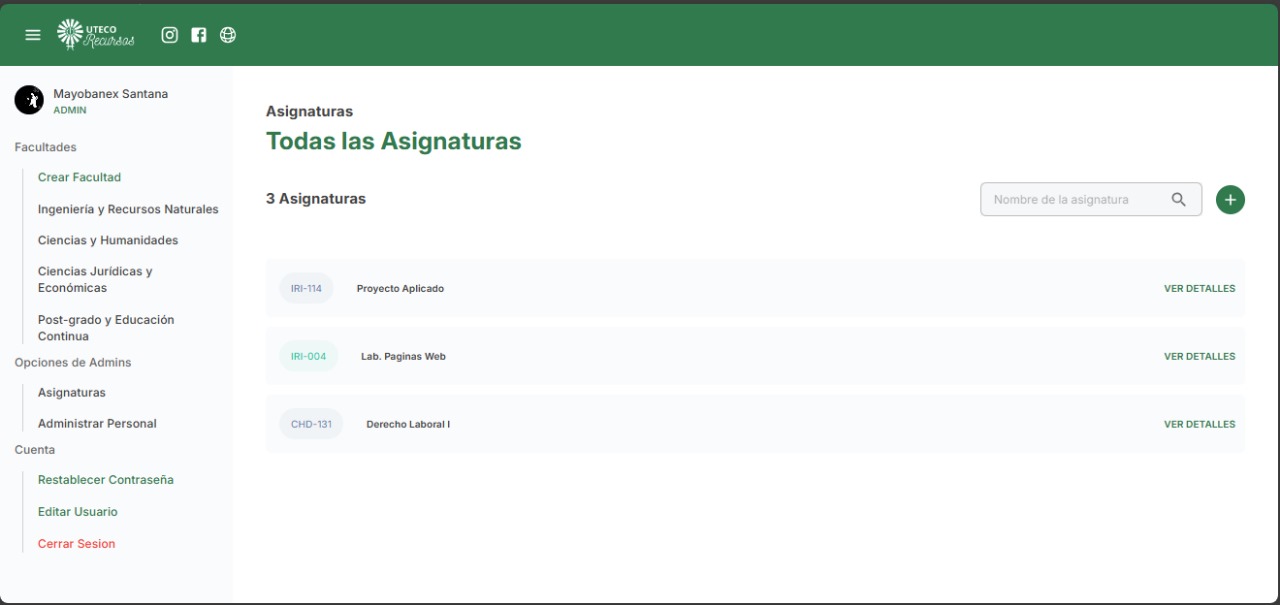 UTECO
Recursos
Mayobanex Santana
ADMIN
Facultades
Crear Facultad
Ingeniería y Recursos Naturales
Ciencias y Humanidades
Ciencias Jurídicas y
Económicas
Post-grado y Educación
Continua
Opciones de Admins
Asignaturas
Administrar Personal
Cuenta
Restablecer Contraseña
Editar Usuario
Cerrar Sesion
Asignaturas
Todas las Asignaturas
3 Asignaturas
Nombre de la asignatura
IRI-114 Proyecto Aplicado VER DETALLES
IRI-004 Lab. Paginas Web VER DETALLES
CHD-131 Derecho Laboral I VER DETALLES